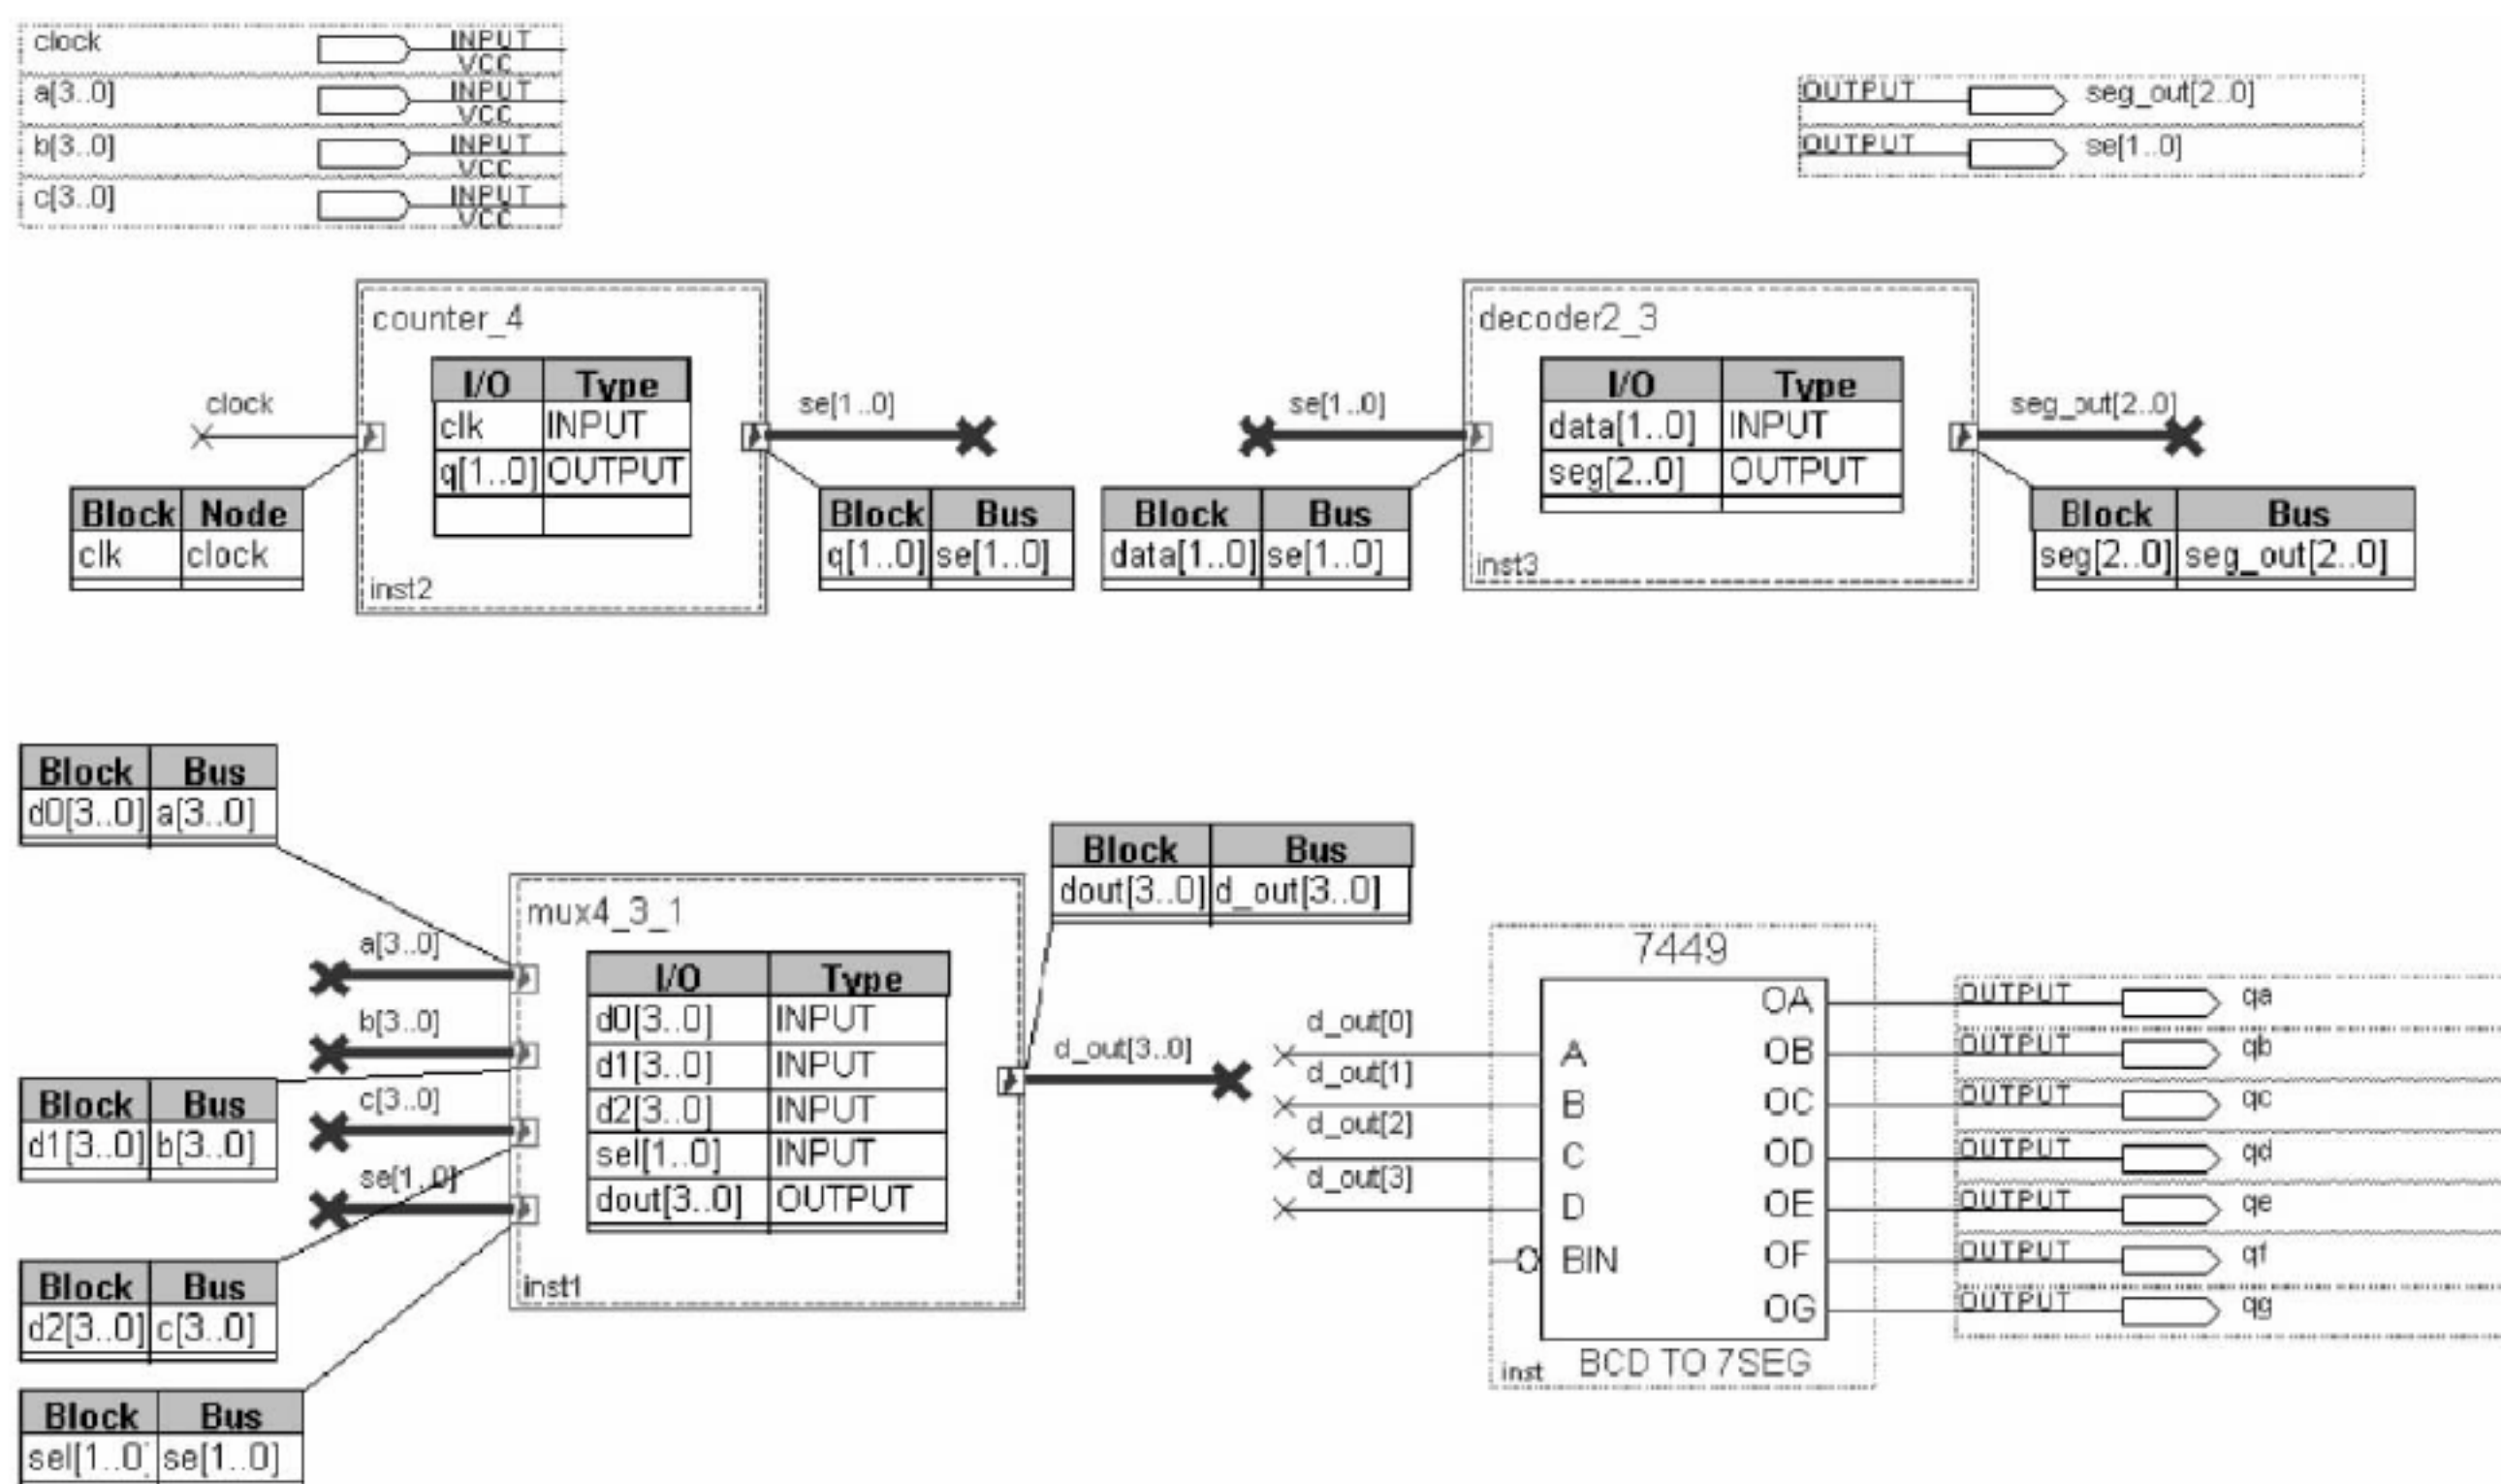 clock INPUT
VCC
a[3..0] INPUT
VCC
b[3..0] INPUT
VCC
c[3..0] INPUT
VCC
OUTPUT seg_out[2..0]
OUTPUT se[1..0]
counter_4
I/O Type
clk INPUT
q[1..0] OUTPUT
inst2
clock
Block Node
clk clock
se[1..0]
Block Bus
q[1..0] se[1..0]
decoder2_3
I/O Type
data[1..0] INPUT
seg[2..0] OUTPUT
inst3
se[1..0]
Block Bus
data[1..0] se[1..0]
seg_out[2..0]
Block Bus
seg[2..0] seg_out[2..0]
Block Bus
d0[3..0] a[3..0]
a[3..0]
b[3..0]
Block Bus
d1[3..0] b[3..0]
c[3..0]
se[1..0]
Block Bus
d2[3..0] c[3..0]
Block Bus
sel[1..0] se[1..0]
mux4_3_1
I/O Type
d0[3..0] INPUT
d1[3..0] INPUT
d2[3..0] INPUT
sel[1..0] INPUT
dout[3..0] OUTPUT
inst1
Block Bus
dout[3..0] d_out[3..0]
d_out[3..0]
d_out[0]
d_out[1]
d_out[2]
d_out[3]
7449
A OA
B OB
C OC
D OD
OE
BIN OF
OG
inst BCD TO 7SEG
OUTPUT qa
OUTPUT qb
OUTPUT qc
OUTPUT qd
OUTPUT qe
OUTPUT qf
OUTPUT qg